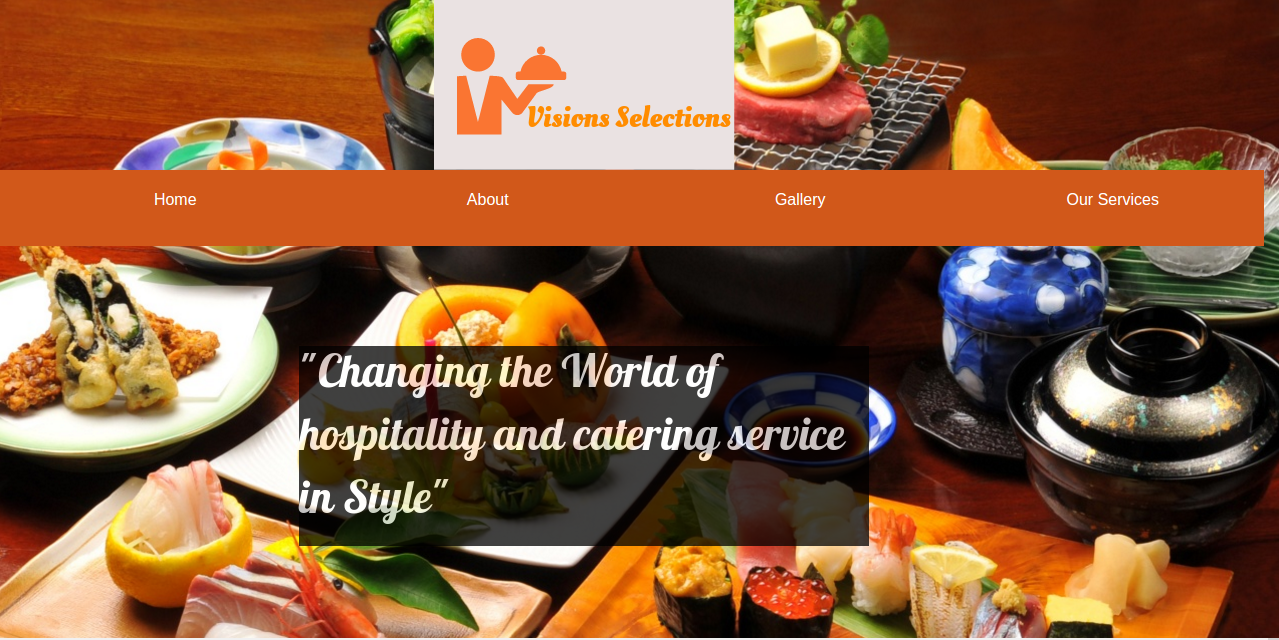 Visions Selections
Home About Gallery Our Services
"Changing the World of
hospitality and catering service
in Style"